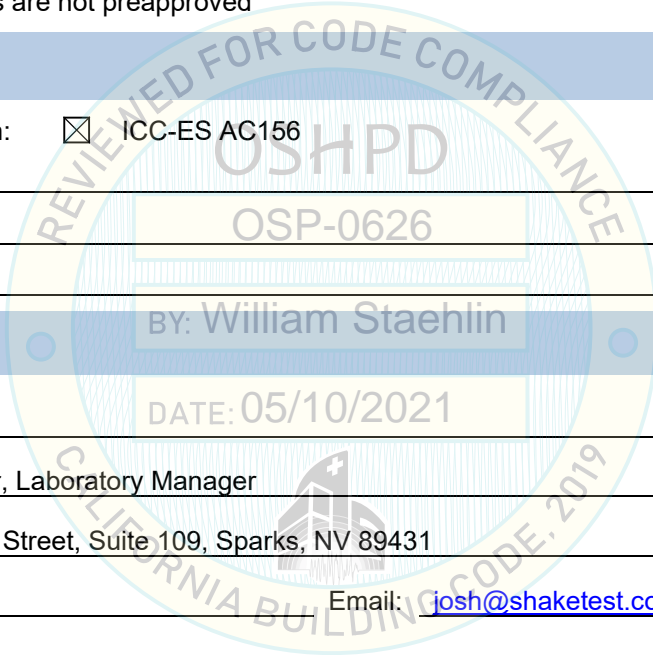 are not preapproved
REVIEWED FOR CODE COMPLIANCE
☒ ICC-ES AC156
OSHPD
OSP-0626
BY: William Staehlin
DATE: 05/10/2021
, Laboratory Manager
Street, Suite 109, Sparks, NV 89431
Email: josh@shaketest.co
CALIFORNIA BUILDING CODE, 2019